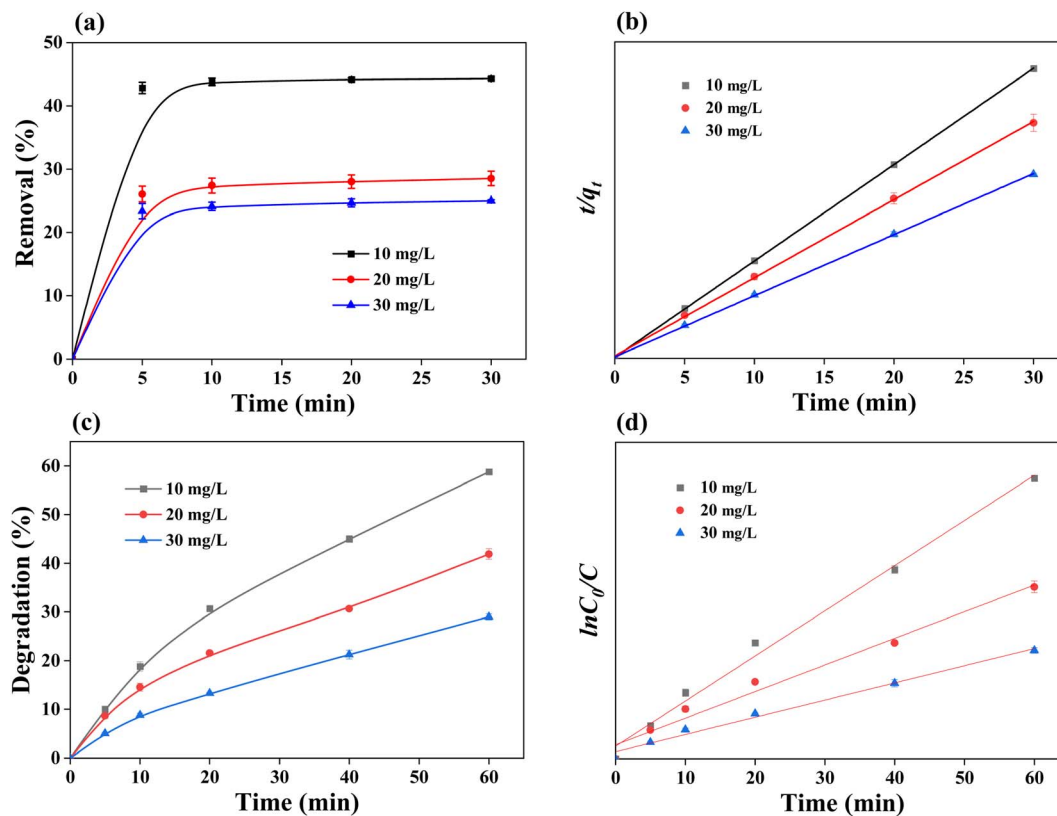 (a)
Removal (%)
50
40
30
20
10
0
10 mg/L
20 mg/L
30 mg/L
0 5 10 15 20 25 30
Time (min)
(b)
t/qt
10 mg/L
20 mg/L
30 mg/L
0 5 10 15 20 25 30
Time (min)
(c)
Degradation (%)
60
50
40
30
20
10
0
10 mg/L
20 mg/L
30 mg/L
0 10 20 30 40 50 60
Time (min)
(d)
lnC0/C
10 mg/L
20 mg/L
30 mg/L
0 10 20 30 40 50 60
Time (min)